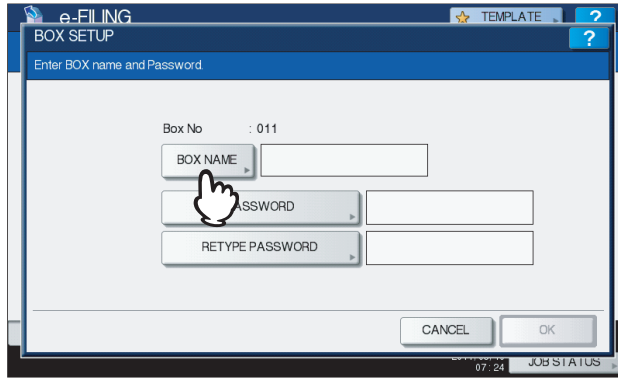 e-FILING
TEMPLATE
?
BOX SETUP
?
Enter BOX name and Password.
Box No : 011
BOX NAME
PASSWORD
RETYPE PASSWORD
CANCEL
OK
07 : 24
JOB STATUS